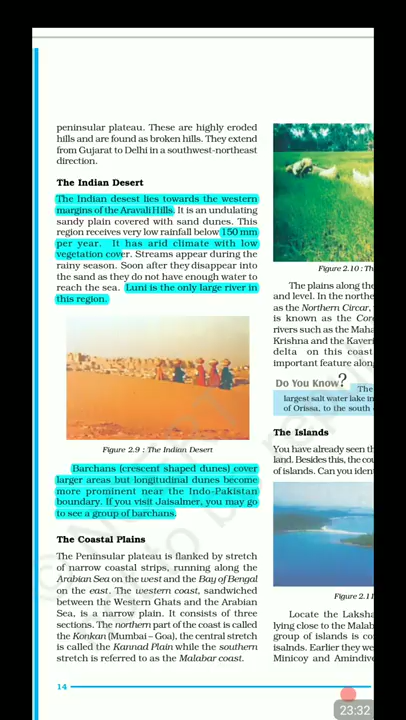 peninsular plateau. These are highly eroded
hills and are found as broken hills. They extend
from Gujarat to Delhi in a southwest-northeast
direction.
The Indian Desert
The Indian desest lies towards the western
margins of the Aravali Hills. It is an undulating
sandy plain covered with sand dunes. This
region receives very low rainfall below 150 mm
per year. It has arid climate with low
vegetation cover. Streams appear during the
rainy season. Soon after they disappear into
the sand as they do not have enough water to
reach the sea. Luni is the only large river in
this region.
Figure 2.9 : The Indian Desert
Barchans (crescent shaped dunes) cover
larger areas but longitudinal dunes become
more prominent near the Indo-Pakistan
boundary. If you visit Jaisalmer, you may go
to see a group of barchans.
The Coastal Plains
The Peninsular plateau is flanked by stretch
of narrow coastal strips, running along the
Arabian Sea on the west and the Bay of Bengal
on the east. The western coast, sandwiched
between the Western Ghats and the Arabian
Sea, is a narrow plain. It consists of three
sections. The northern part of the coast is called
the Konkan (Mumbai – Goa), the central stretch
is called the Kannad Plain while the southern
stretch is referred to as the Malabar coast.
14
Figure 2.10 : Th
The plains along the
and level. In the northe
as the Northern Circar,
is known as the Cor
rivers such as the Maha
Krishna and the Kaveri
delta on this coast
important feature along
Do You Know?
The
largest salt water lake in
of Orissa, to the south
The Islands
You have already seen th
land. Besides this, the cou
of islands. Can you iden
Figure 2.11
Locate the Laksha
lying close to the Malab
group of islands is co
isalnds. Earlier they we
Minicoy and Amindive
23:32